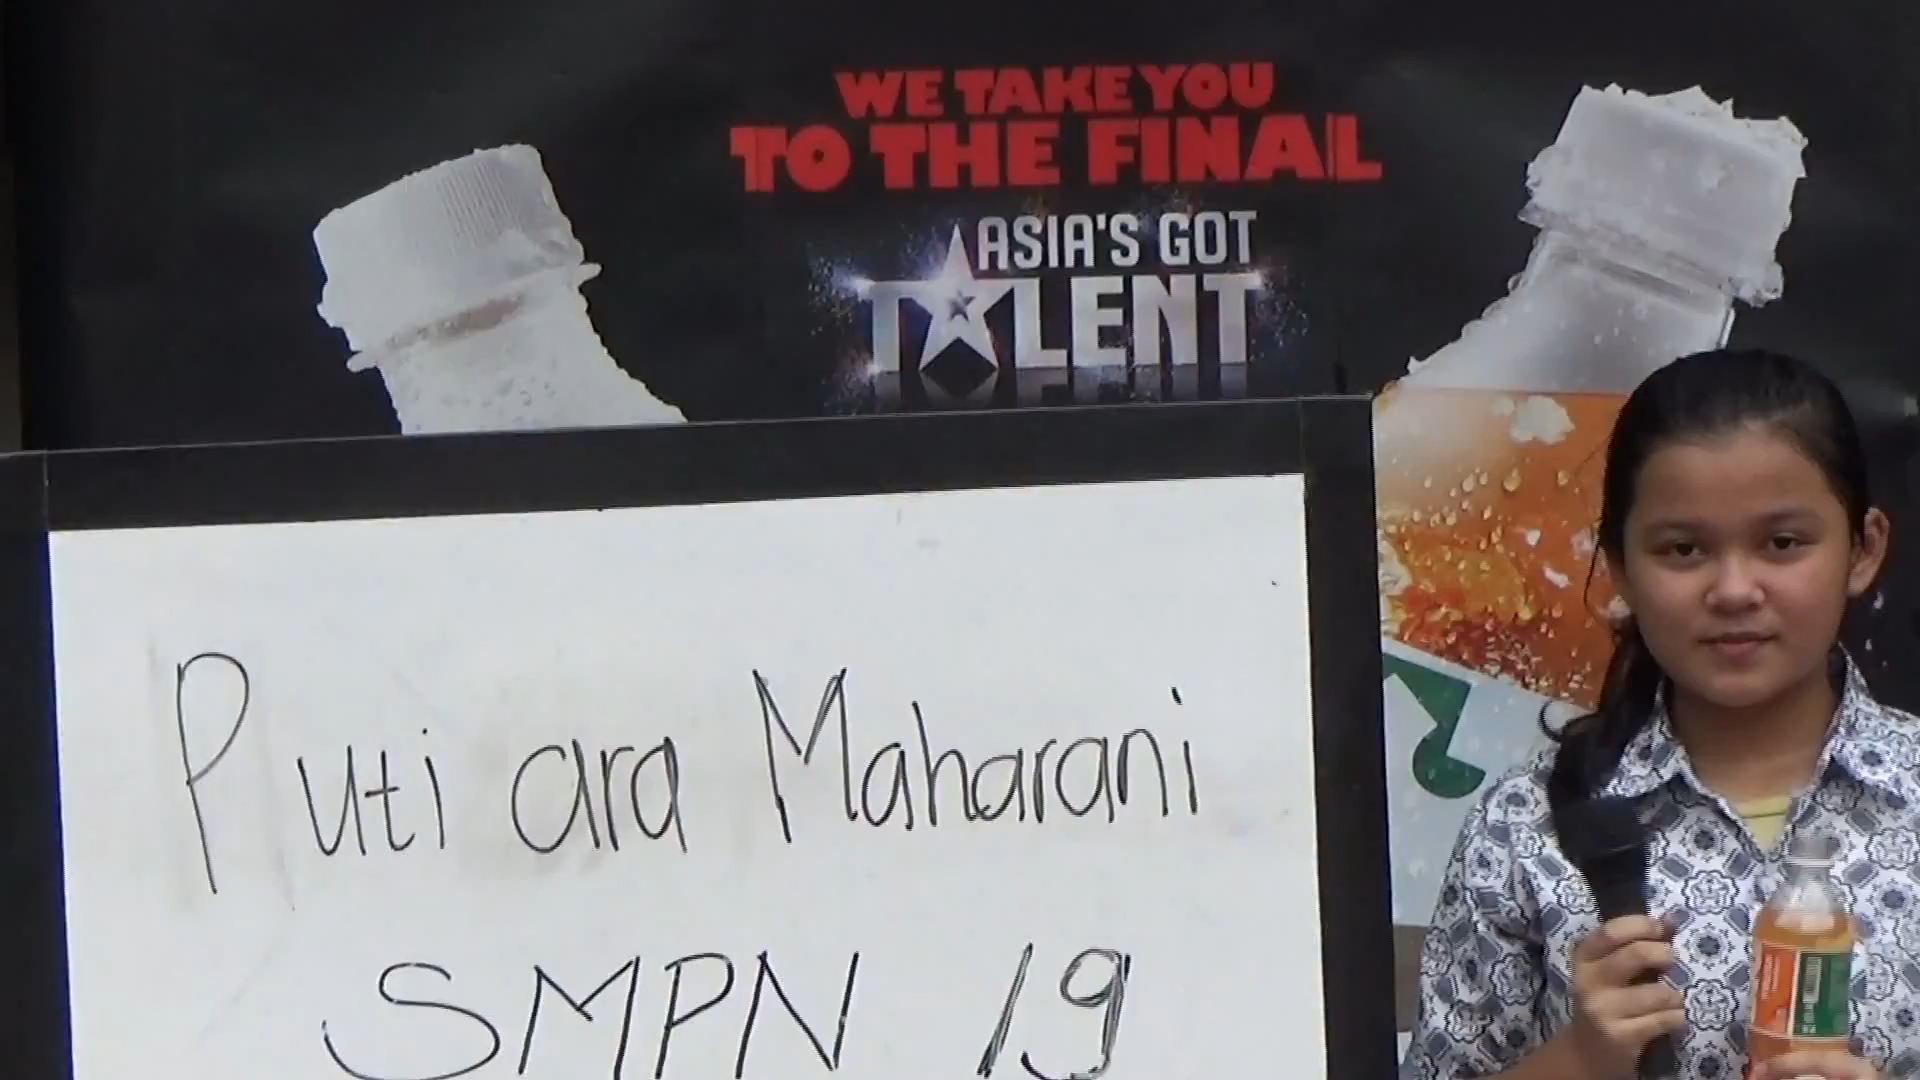 WE TAKE YOU
TO THE FINAL
ASIA'S GOT
TALENT
Puti ara Maharani
SMPN 19